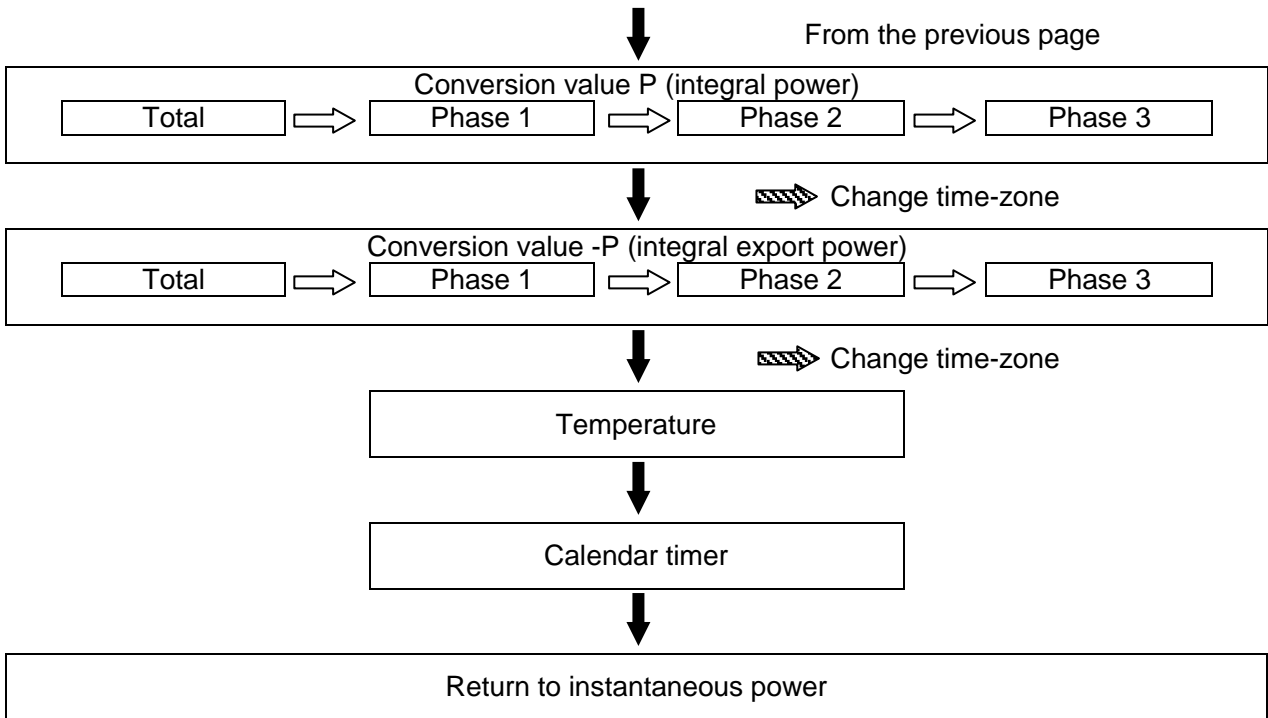 From the previous page
Conversion value P (integral power)
Total Phase 1 Phase 2 Phase 3
Change time-zone
Conversion value -P (integral export power)
Total Phase 1 Phase 2 Phase 3
Change time-zone
Temperature
Calendar timer
Return to instantaneous power